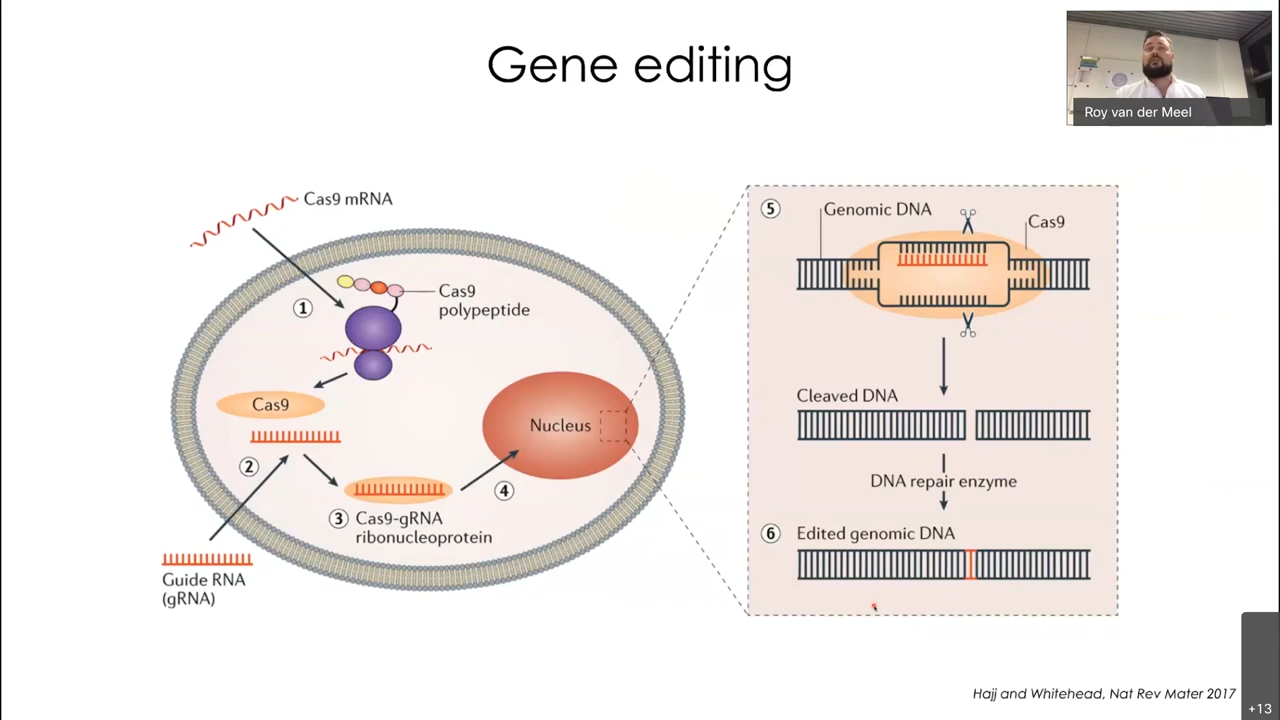 Gene editing
Roy van der Meel
Cas9 mRNA
1
Cas9
polypeptide
Cas9
2
Nucleus
4
3 Cas9-gRNA
ribonucleoprotein
Guide RNA
(gRNA)
5 Genomic DNA
Cas9
Cleaved DNA
DNA repair enzyme
6 Edited genomic DNA
Hajj and Whitehead, Nat Rev Mater 2017
+13